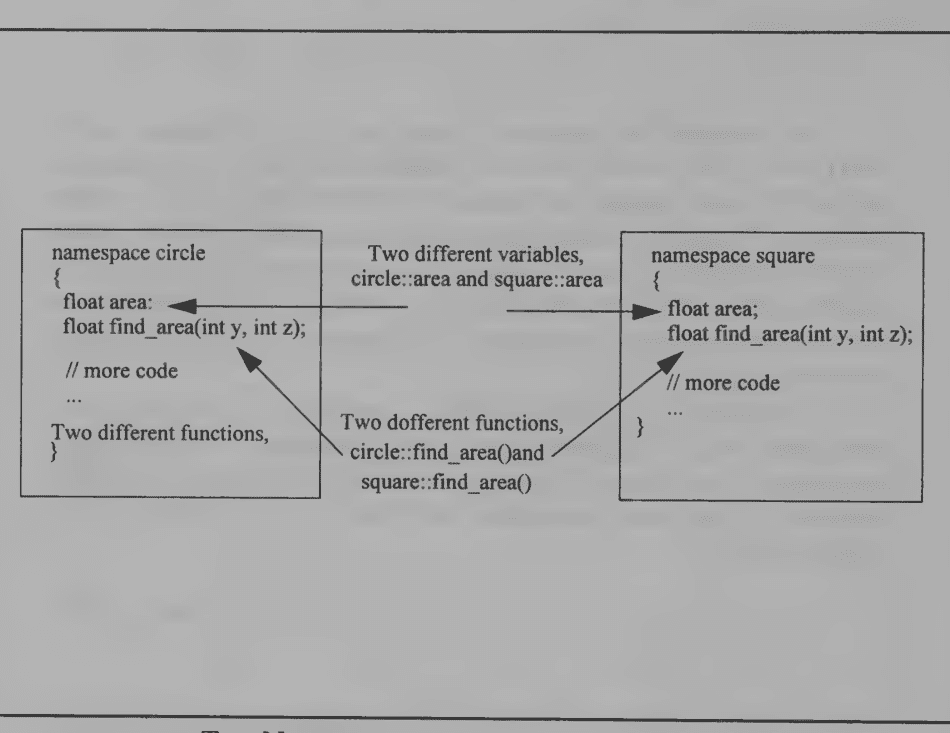 namespace circle
{
float area:
float find_area(int y, int z);
// more code
...
Two different functions,
}
Two different variables,
circle::area and square::area
Two dofferent functions,
circle::find_area()and
square::find_area()
namespace square
{
float area;
float find_area(int y, int z);
// more code
...
}